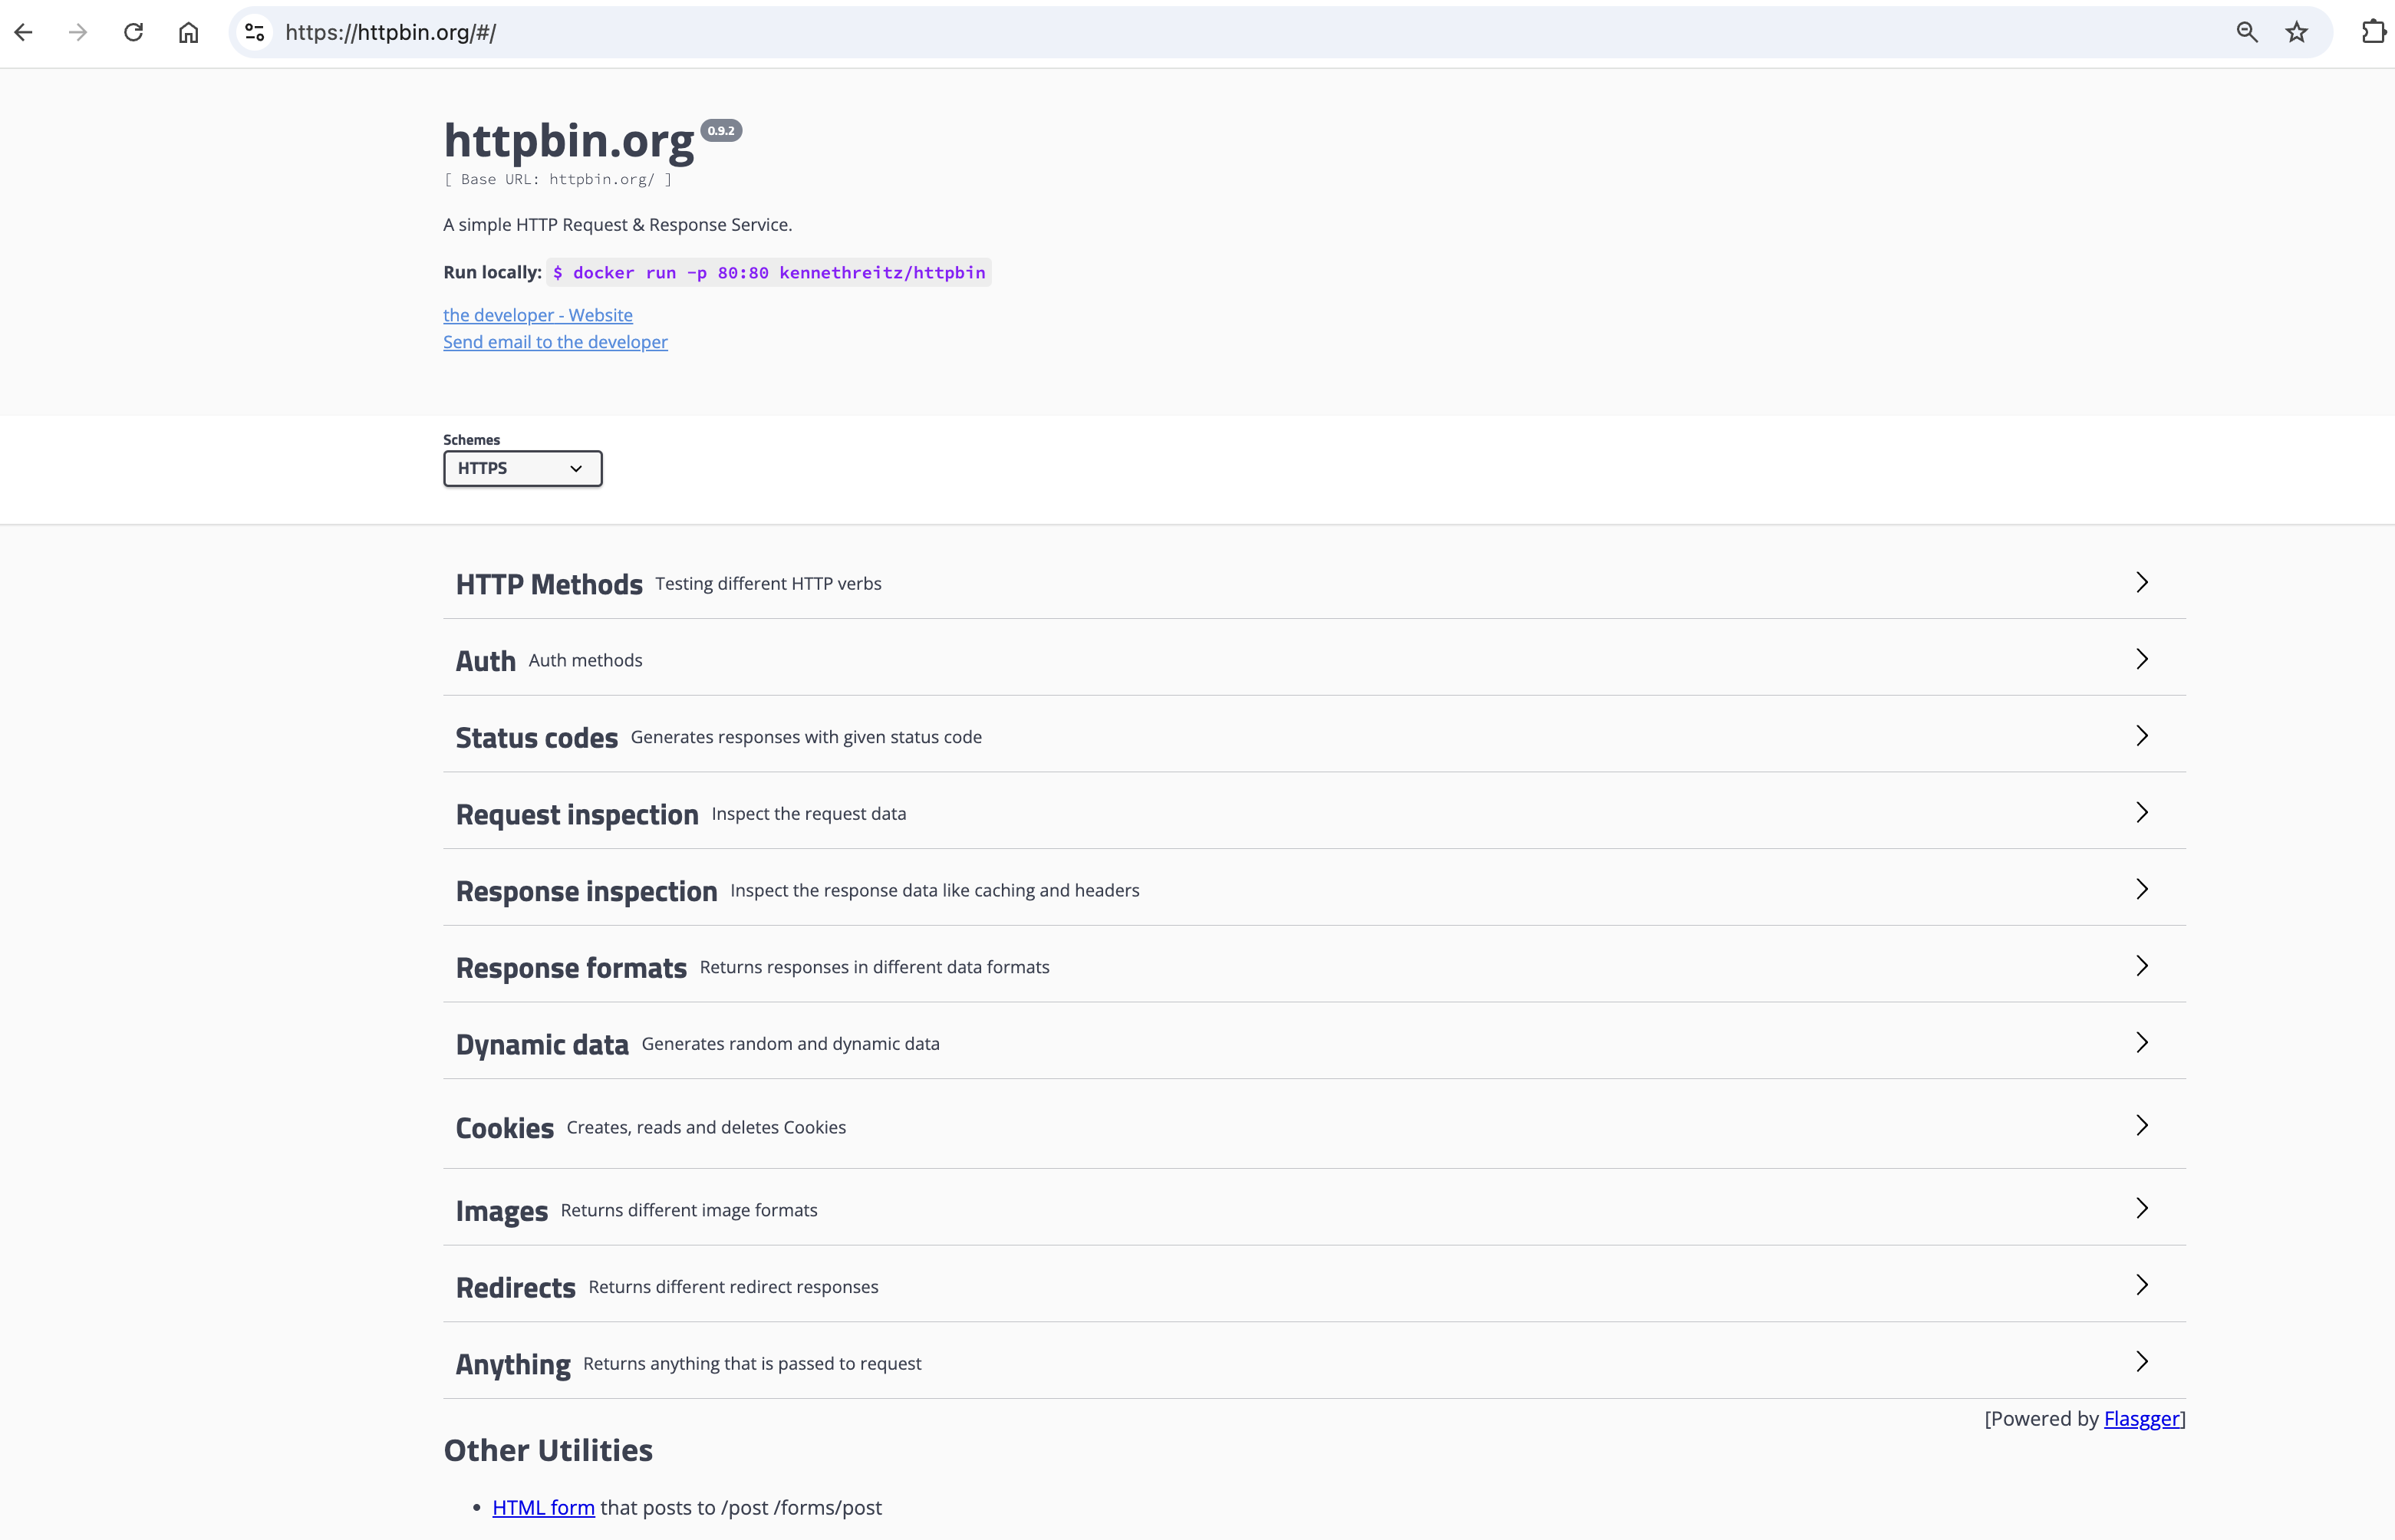 https://httpbin.org/#/
httpbin.org 0.9.2
[ Base URL: httpbin.org/ ]
A simple HTTP Request & Response Service.
Run locally: $ docker run -p 80:80 kennethreitz/httpbin
the developer - Website
Send email to the developer
Schemes
HTTPS
HTTP Methods Testing different HTTP verbs
Auth Auth methods
Status codes Generates responses with given status code
Request inspection Inspect the request data
Response inspection Inspect the response data like caching and headers
Response formats Returns responses in different data formats
Dynamic data Generates random and dynamic data
Cookies Creates, reads and deletes Cookies
Images Returns different image formats
Redirects Returns different redirect responses
Anything Returns anything that is passed to request
[Powered by Flasgger]
Other Utilities
• HTML form that posts to /post /forms/post